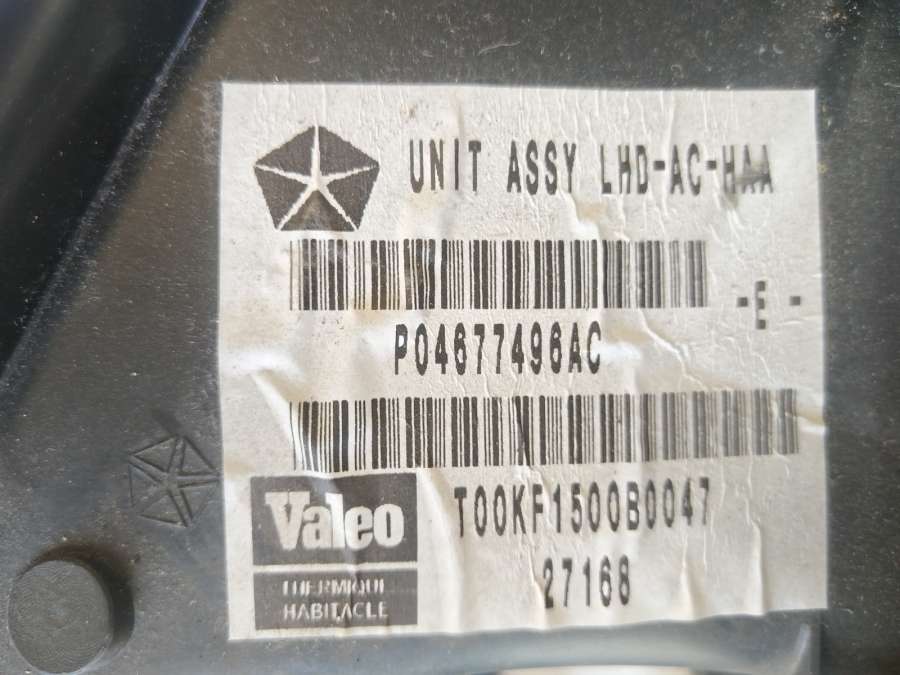 UNIT ASSY LHD-AC-HAA
-E-
P04677496AC
T00KF1500B0047
Valeo
27168
THERMIQUE
HABITACLE